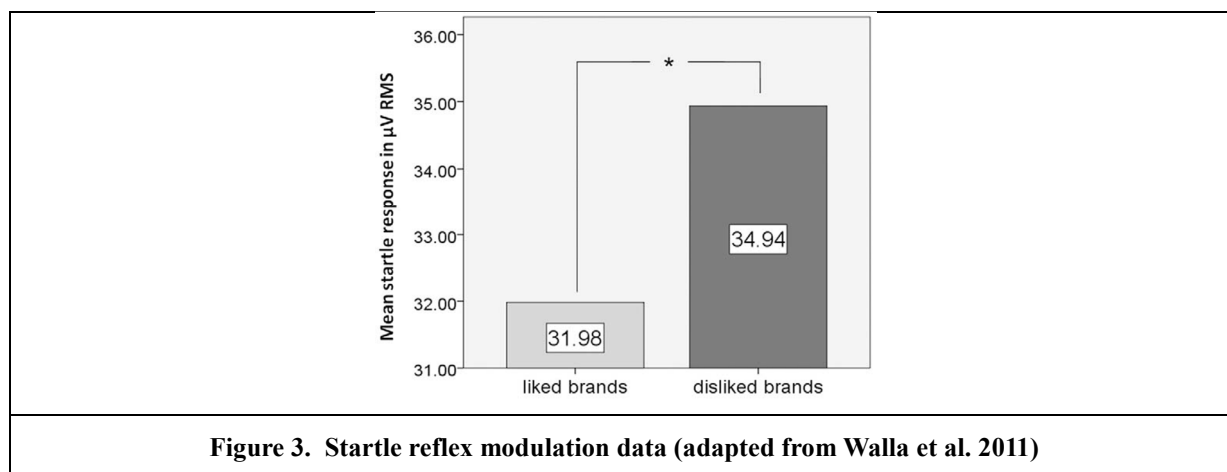 Mean startle response in µV RMS
36.00
*
35.00
34.00
33.00
34.94
32.00
31.98
31.00
liked brands
disliked brands
Figure 3. Startle reflex modulation data (adapted from Walla et al. 2011)